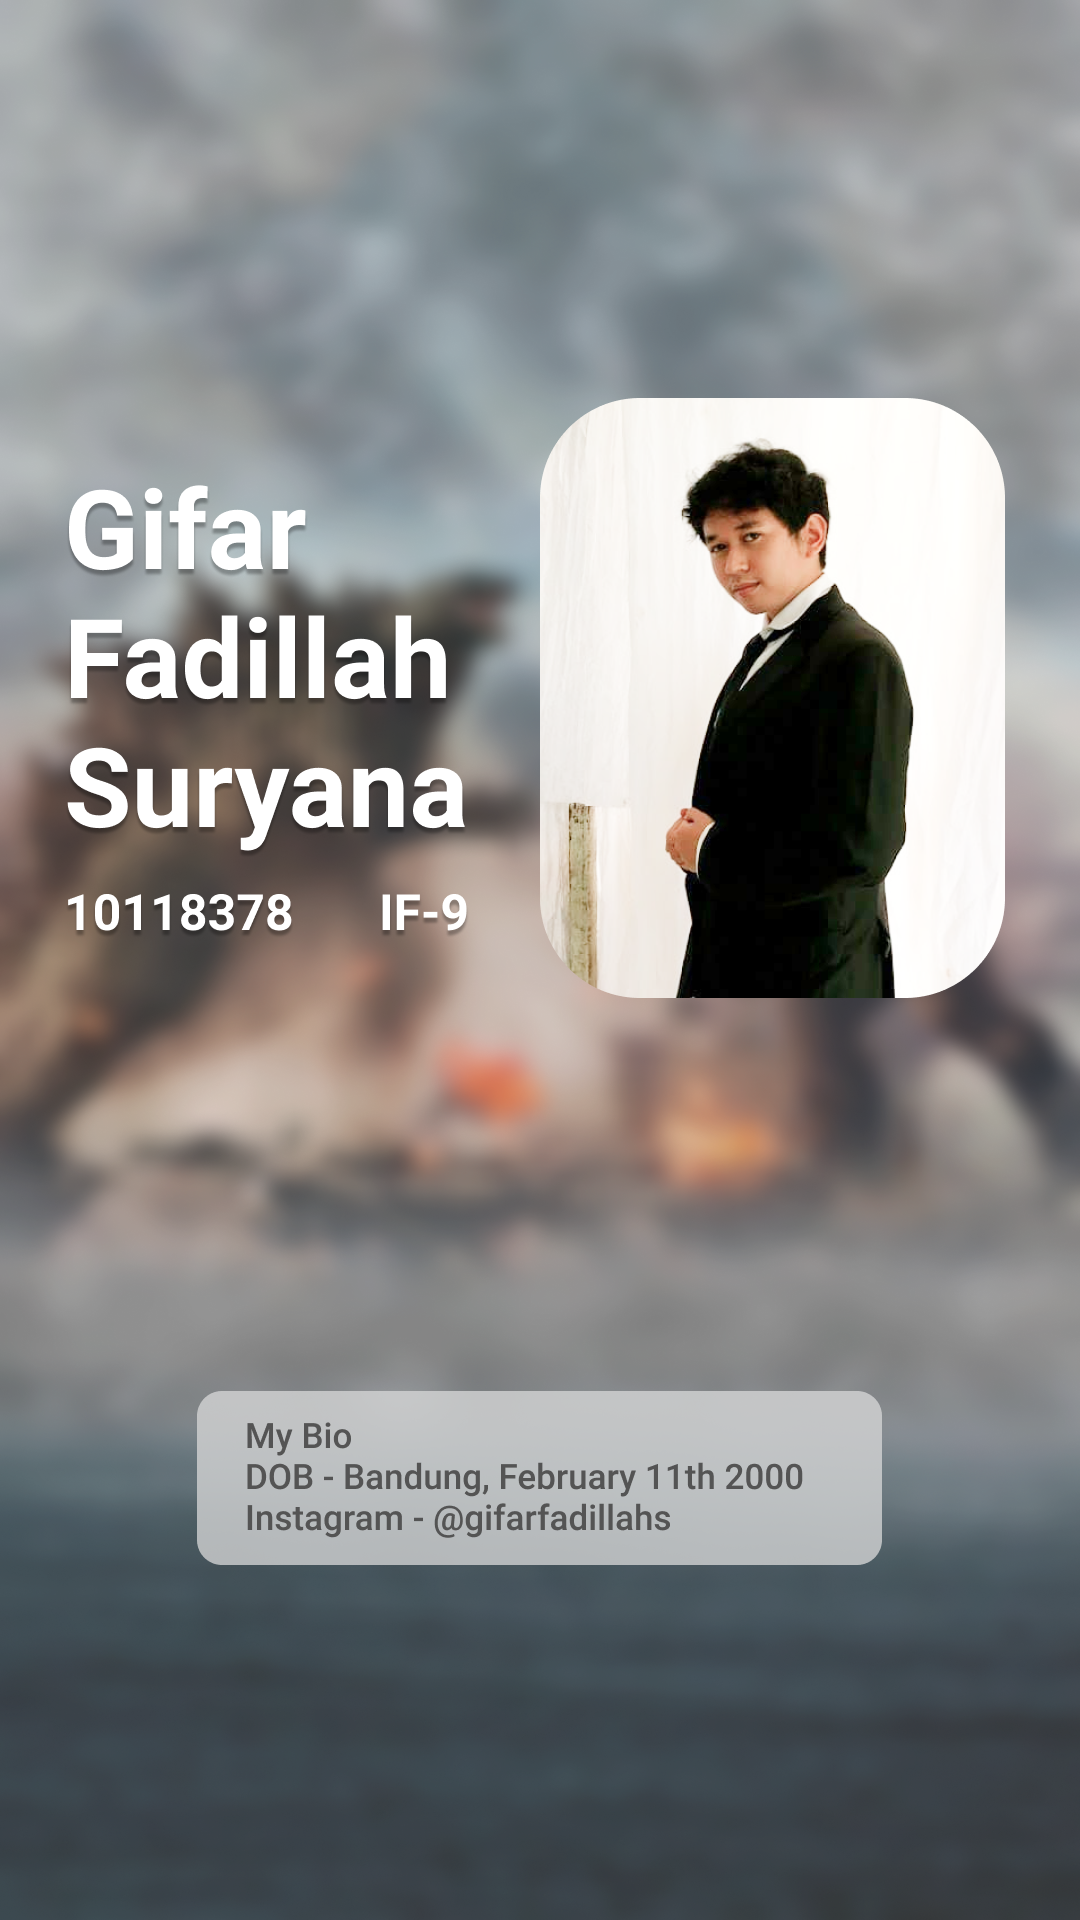 Gifar
Fadillah
Suryana
10118378 IF-9
My Bio
DOB - Bandung, February 11th 2000
Instagram - @gifarfadillahs